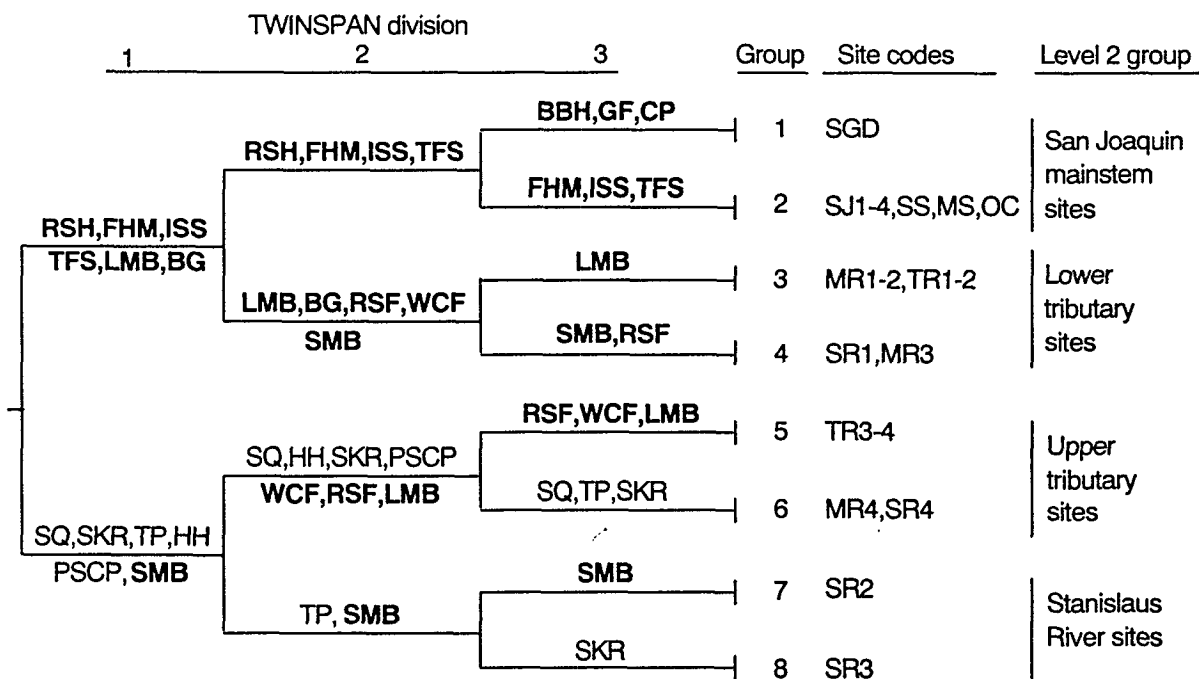 TWINSPAN division
1 2 3 Group Site codes Level 2 group
BBH,GF,CP
1 SGD
RSH,FHM,ISS,TFS
San Joaquin
mainstem
sites
FHM,ISS,TFS
2 SJ1-4,SS,MS,OC
RSH,FHM,ISS
TFS,LMB,BG
LMB
3 MR1-2,TR1-2
LMB,BG,RSF,WCF
SMB
Lower
tributary
sites
SMB,RSF
4 SR1,MR3
RSF,WCF,LMB
5 TR3-4
SQ,HH,SKR,PSCP
WCF,RSF,LMB
Upper
tributary
sites
SQ,TP,SKR
6 MR4,SR4
SQ,SKR,TP,HH
PSCP,SMB
SMB
7 SR2
TP,SMB
Stanislaus
River sites
SKR
8 SR3